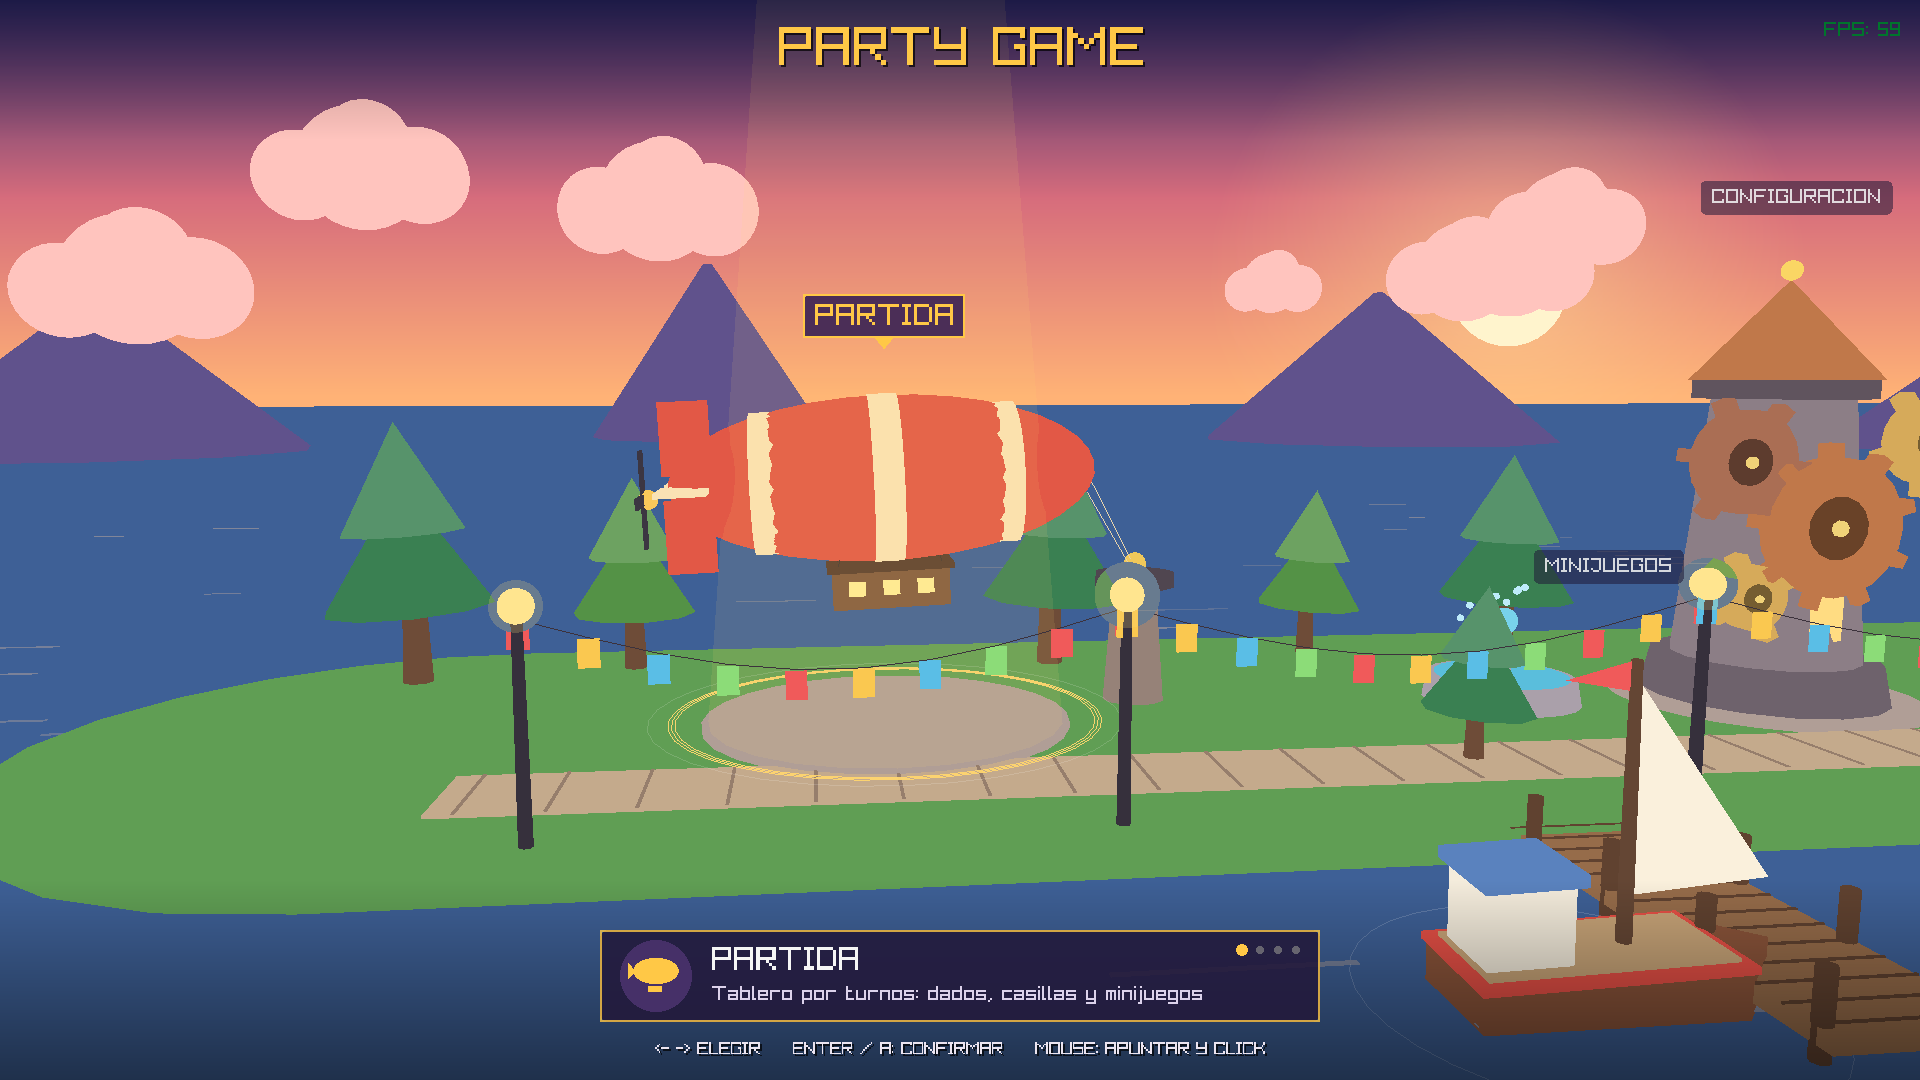 PARTY GAME
FPS: 59
CONFIGURACION
PARTIDA
MINIJUEGOS
PARTIDA
Tablero por turnos: dados, casillas y minijuegos
<- -> ELEGIR ENTER / A: CONFIRMAR MOUSE: APUNTAR Y CLICK